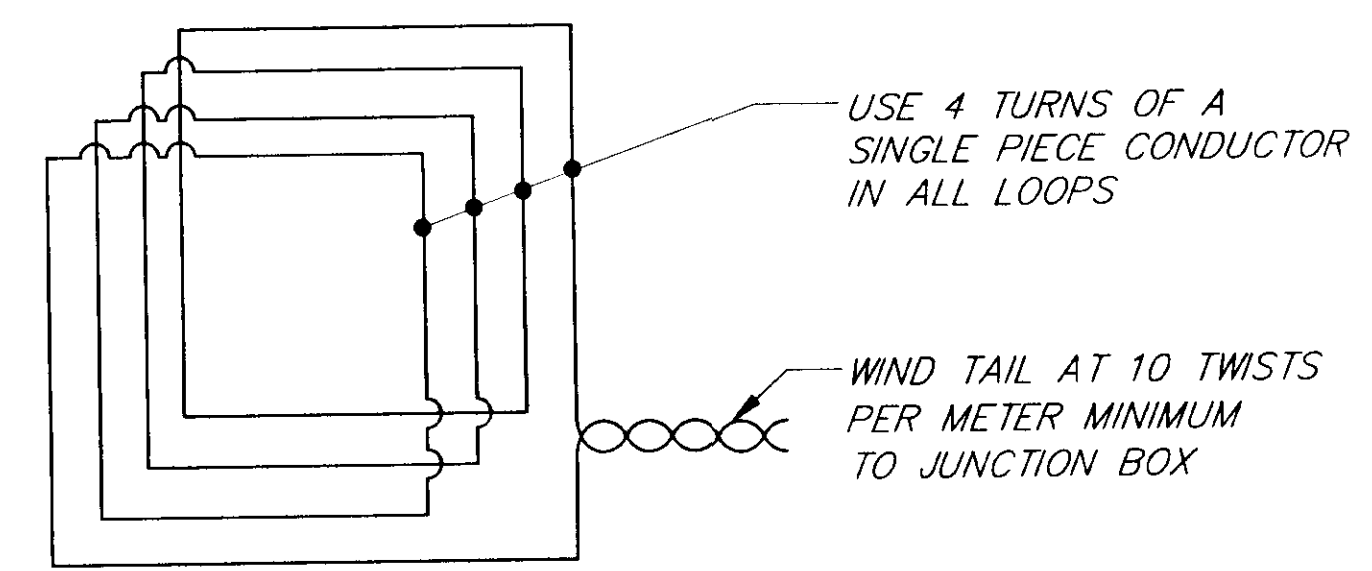 USE 4 TURNS OF A
SINGLE PIECE CONDUCTOR
IN ALL LOOPS
WIND TAIL AT 10 TWISTS
PER METER MINIMUM
TO JUNCTION BOX